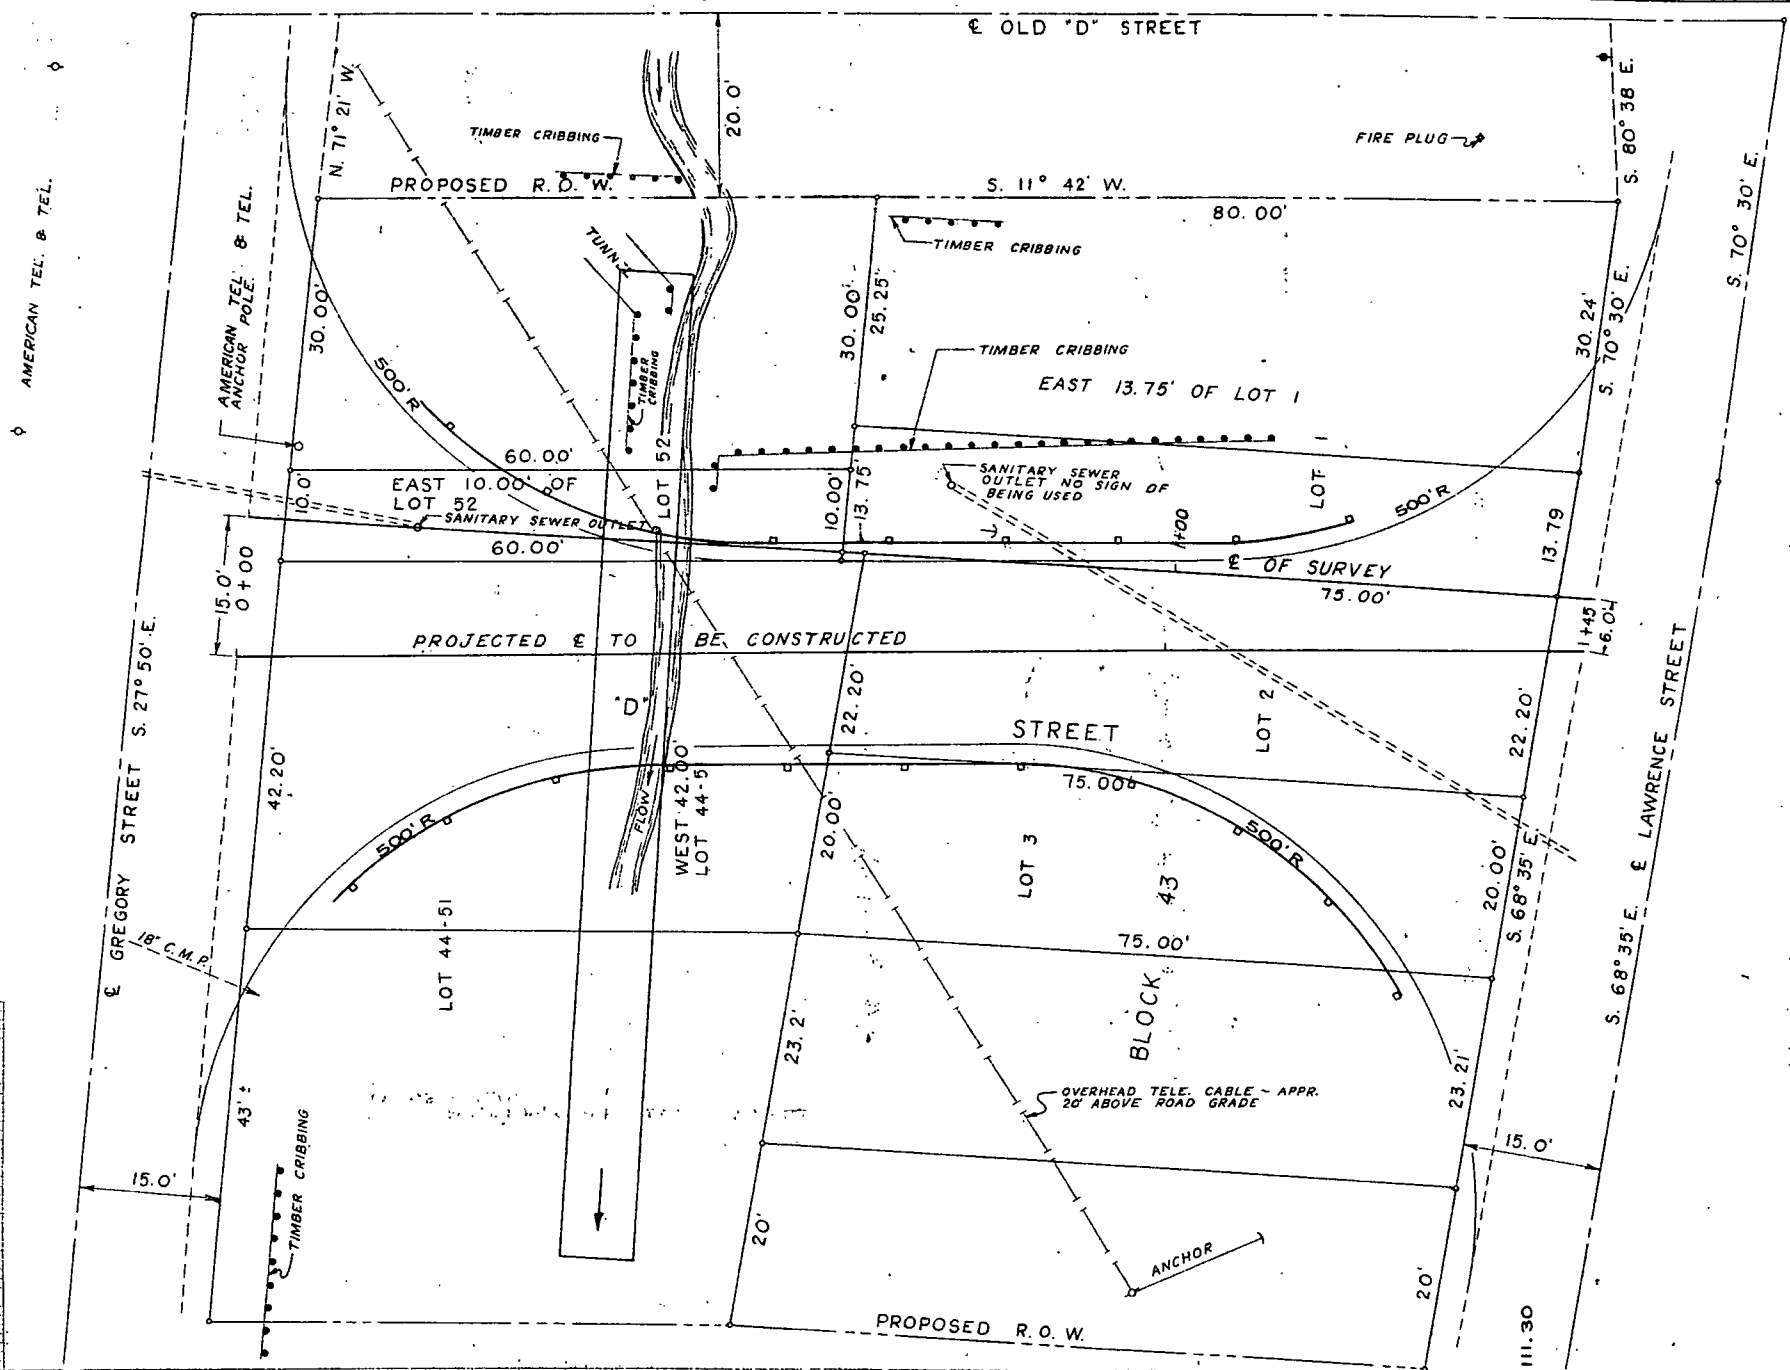 ℄ OLD "D" STREET
AMERICAN TEL. & TEL.
N. 71° 21' W.
TIMBER CRIBBING
20.0'
FIRE PLUG
S. 80° 38 E.
S. 70° 30' E.
PROPOSED R.O.W.
S. 11° 42' W.
80.00'
TIMBER CRIBBING
TUNNEL
AMERICAN TEL. & TEL.
ANCHOR POLE.
30.00'
30.00'
25.25'
30.24'
S. 70° 30' E.
TIMBER CRIBBING
TIMBER
CRIBBING
EAST 13.75' OF LOT 1
500' R
60.00'
LOT 52
EAST 10.00' OF
LOT 52
10.0'
SANITARY SEWER OUTLET
60.00'
10.00'
13.75'
SANITARY SEWER
OUTLET NO SIGN OF
BEING USED
LOT 1
500' R
1+00
13.79
℄ OF SURVEY
75.00'
15.0'
0+00
1+45
6.0'
PROJECTED ℄ TO BE CONSTRUCTED
℄ GREGORY STREET S. 27° 50' E.
"D" STREET
22.20'
LOT 2
22.20'
℄ LAWRENCE STREET
42.20'
75.00'
500' R
FLOW
WEST 42.00'
LOT 44-51
20.00'
LOT 3
500' R
20.00'
S. 68° 35' E.
S. 68° 35' E.
18" C.M.P.
LOT 44-51
75.00'
BLOCK 43
23.2'
23.21'
43' ±
OVERHEAD TELE. CABLE ~ APPR.
20' ABOVE ROAD GRADE
TIMBER CRIBBING
15.0'
15.0'
20'
ANCHOR
20'
PROPOSED R.O.W.
111.30